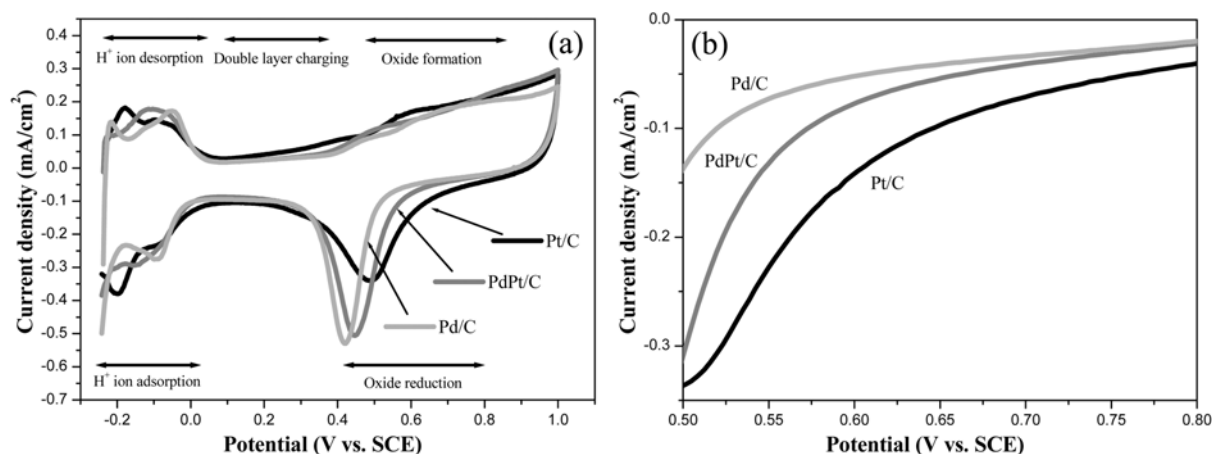 (a)
H⁺ ion desorption
Double layer charging
Oxide formation
Current density (mA/cm²)
0.4
0.3
0.2
0.1
0.0
-0.1
-0.2
-0.3
-0.4
-0.5
-0.6
-0.7
Pt/C
PdPt/C
Pd/C
H⁺ ion adsorption
Oxide reduction
-0.2 0.0 0.2 0.4 0.6 0.8 1.0
Potential (V vs. SCE)
(b)
Current density (mA/cm²)
0.0
-0.1
-0.2
-0.3
Pd/C
PdPt/C
Pt/C
0.50 0.55 0.60 0.65 0.70 0.75 0.80
Potential (V vs. SCE)